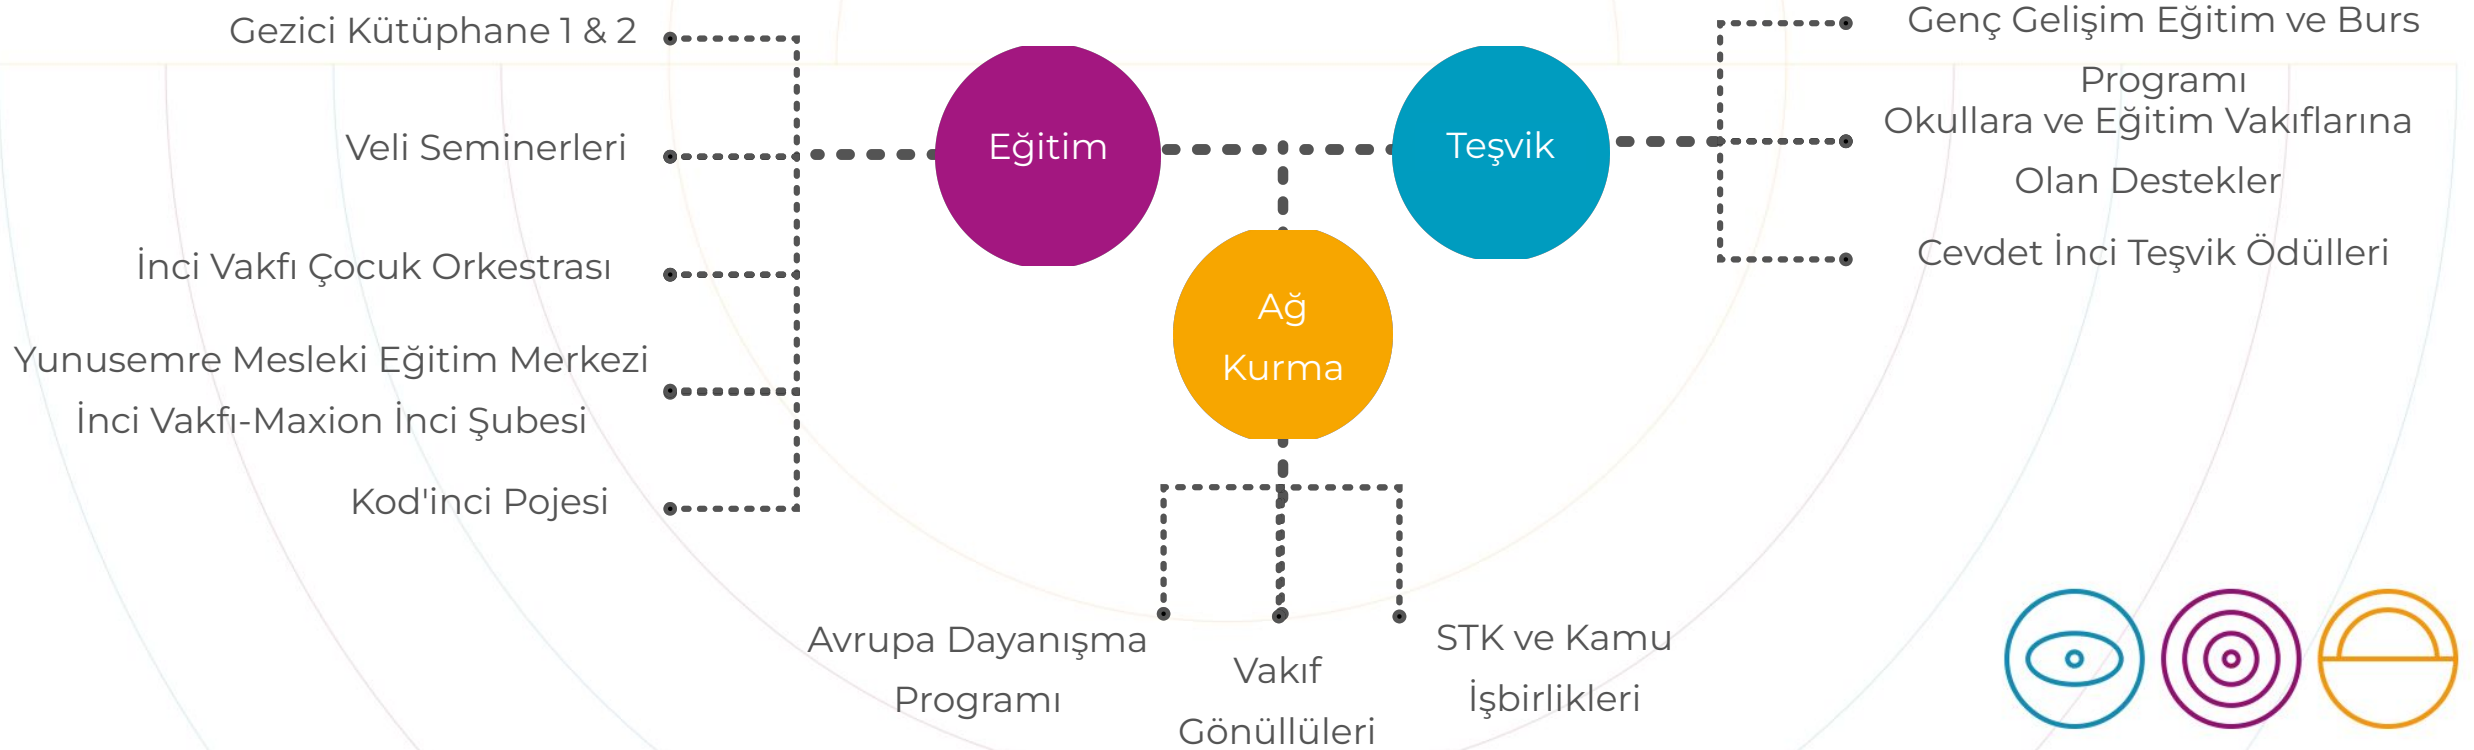 Gezici Kütüphane 1 & 2
Veli Seminerleri
İnci Vakfı Çocuk Orkestrası
Yunusemre Mesleki Eğitim Merkezi
İnci Vakfı-Maxion İnci Şubesi
Kod'inci Pojesi
Eğitim
Teşvik
Ağ
Kurma
Genç Gelişim Eğitim ve Burs
Programı
Okullara ve Eğitim Vakıflarına
Olan Destekler
Cevdet İnci Teşvik Ödülleri
Avrupa Dayanışma
Programı
Vakıf
Gönüllüleri
STK ve Kamu
İşbirlikleri